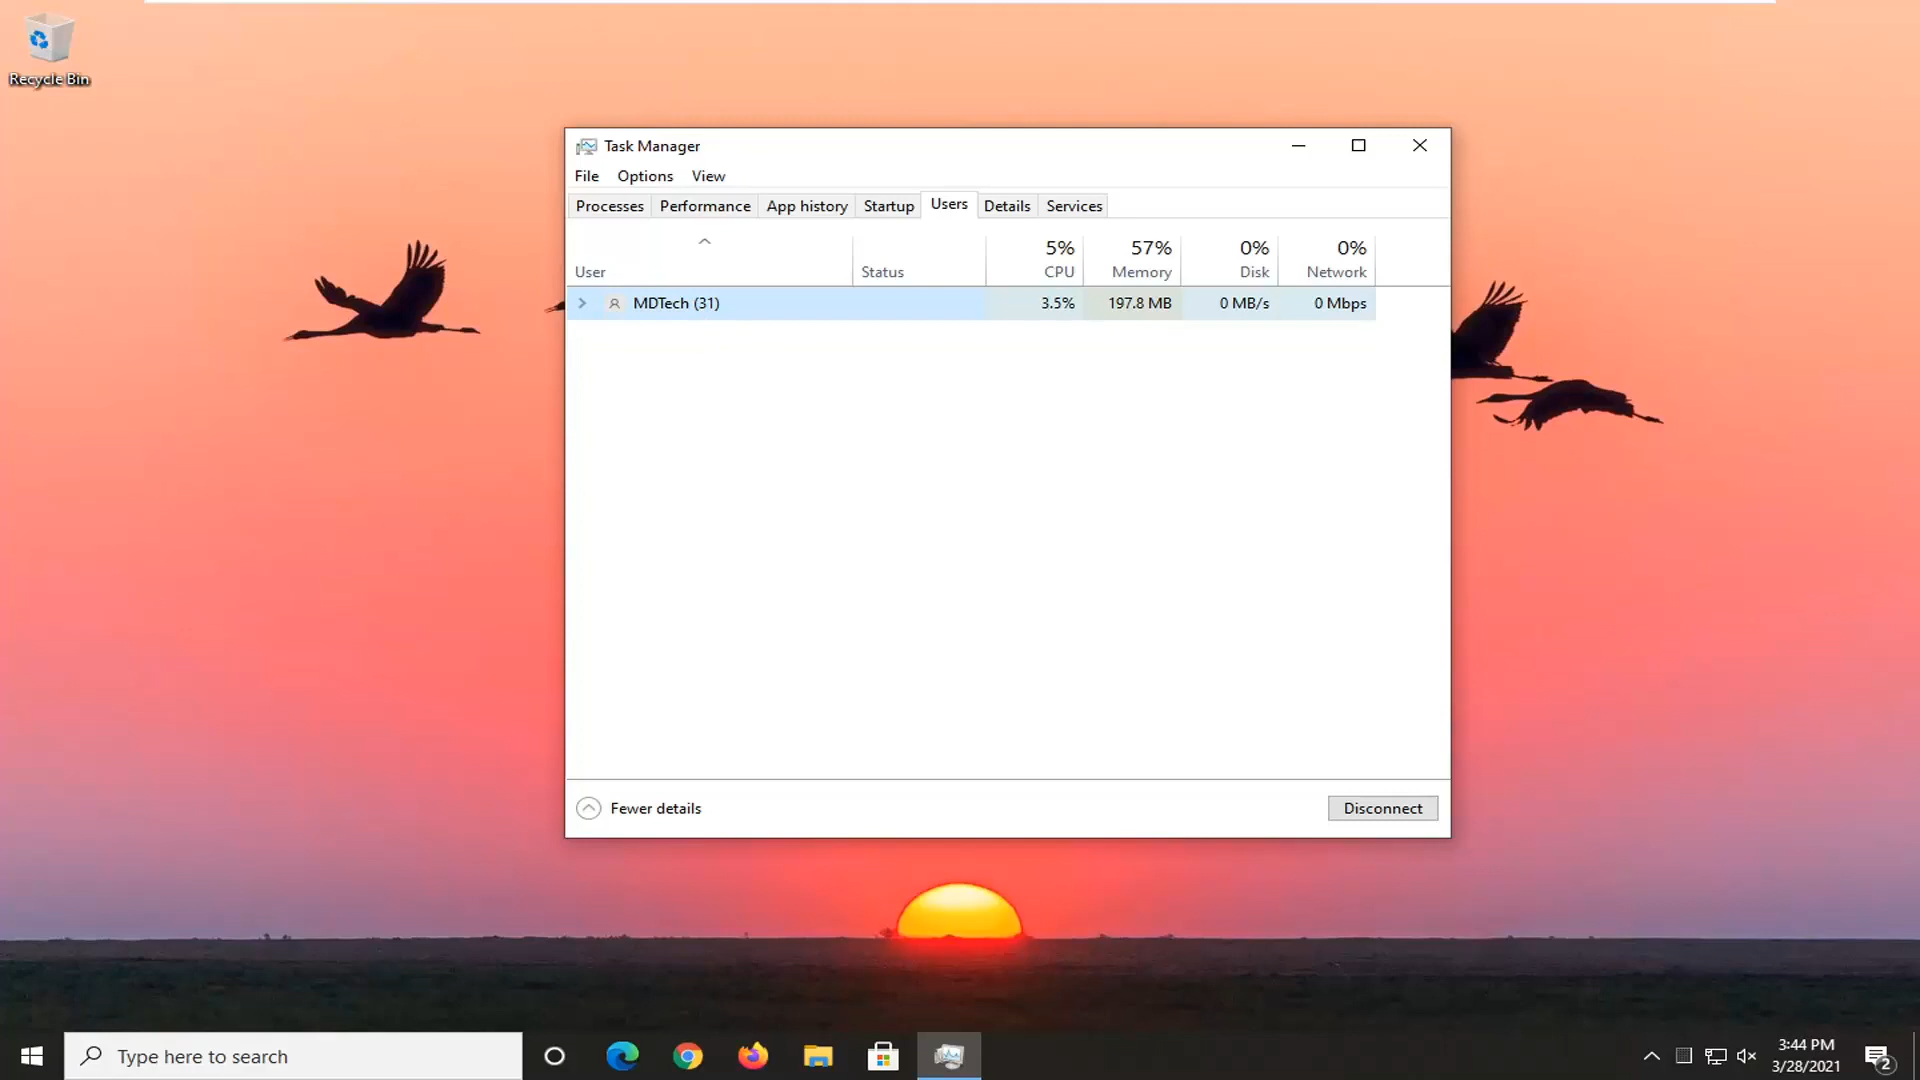 Recycle Bin
Task Manager
File Options View
Processes Performance App history Startup Users Details Services
5% 57% 0% 0%
User Status CPU Memory Disk Network
MDTech (31) 3.5% 197.8 MB 0 MB/s 0 Mbps
Fewer details Disconnect
Type here to search
3:44 PM
3/28/2021
2